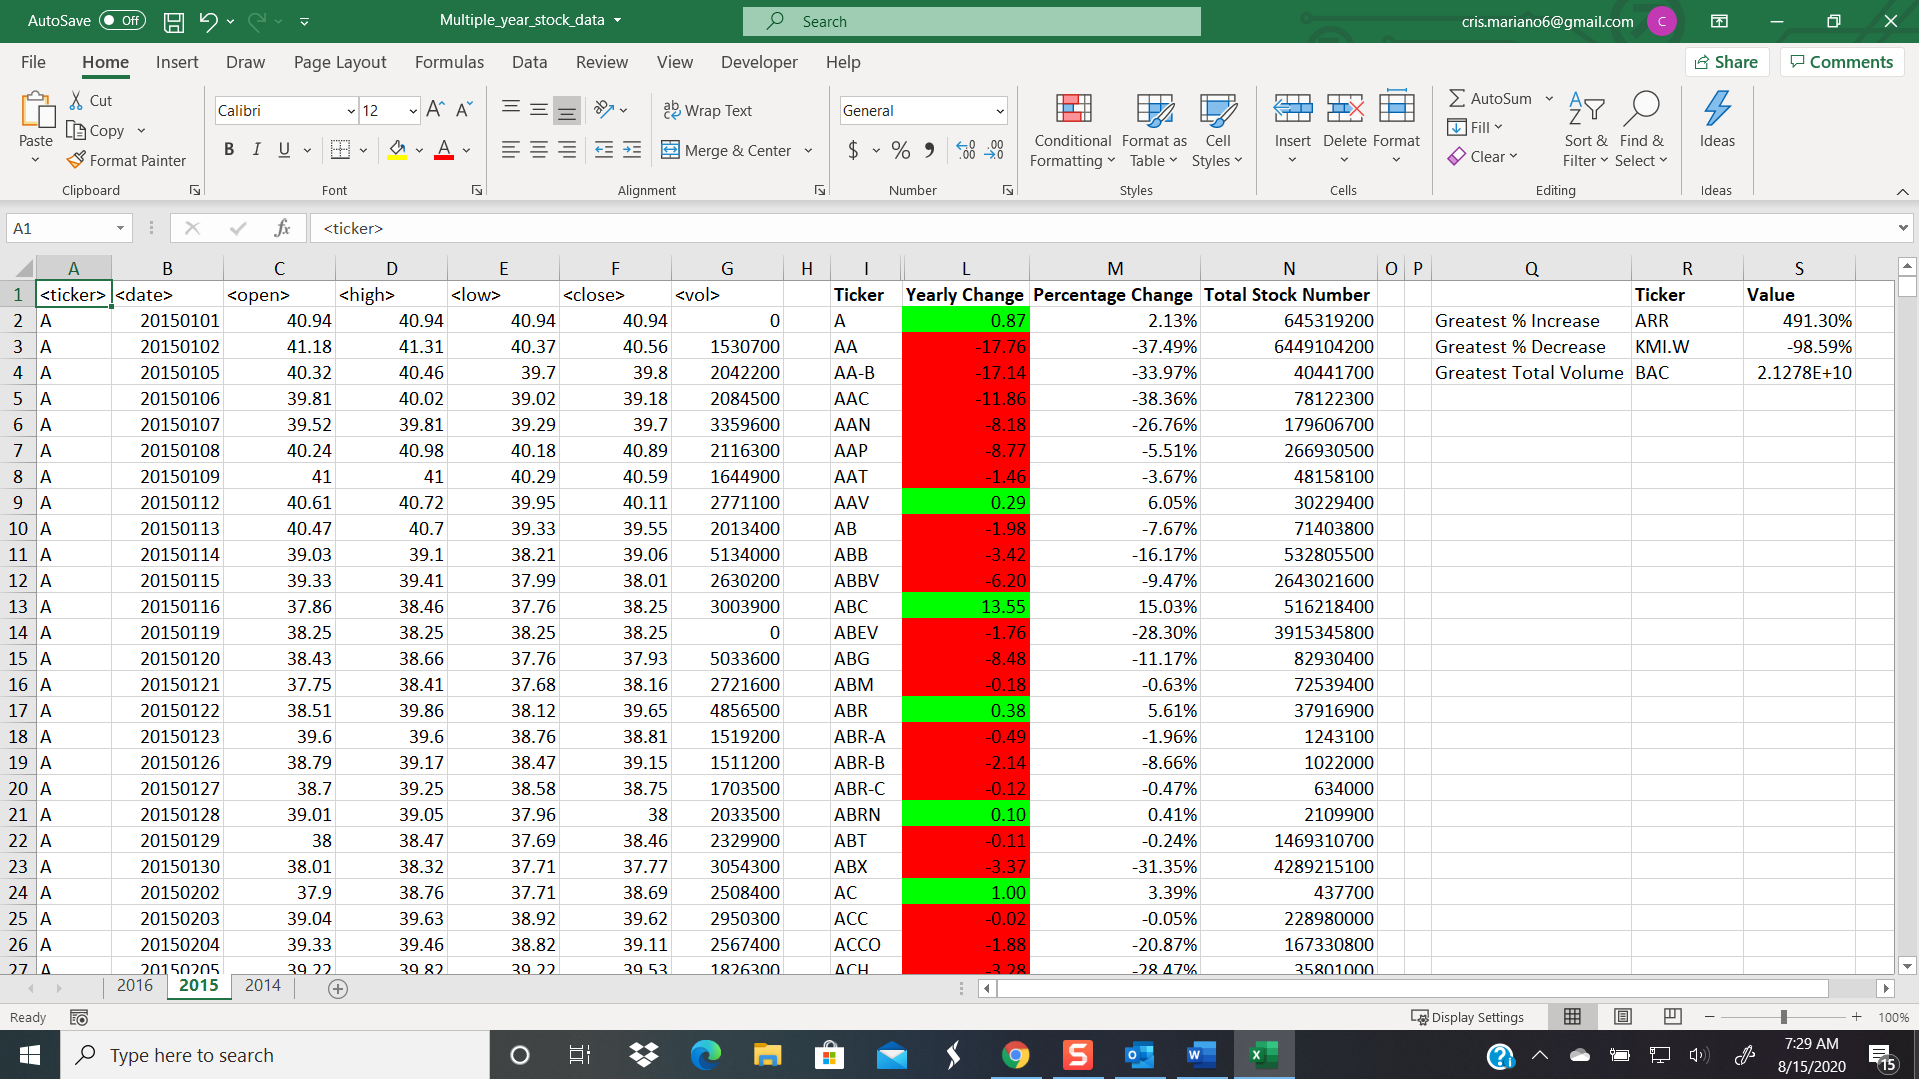 AutoSave Off Multiple_year_stock_data Search cris.mariano6@gmail.com C
File Home Insert Draw Page Layout Formulas Data Review View Developer Help Share Comments
Paste Cut Copy Format Painter Clipboard
Calibri 12 B I U A Font
ab Wrap Text Merge & Center Alignment
General $ % Number
Conditional Formatting Format as Table Cell Styles Styles
Insert Delete Format Cells
AutoSum Fill Clear Sort & Filter Find & Select Editing
Ideas Ideas
A1 fx <ticker>
A B C D E F G H I L M N O P Q R S
1 <ticker> <date> <open> <high> <low> <close> <vol> Ticker Yearly Change Percentage Change Total Stock Number Ticker Value
2 A 20150101 40.94 40.94 40.94 40.94 0 A 0.87 2.13% 645319200 Greatest % Increase ARR 491.30%
3 A 20150102 41.18 41.31 40.37 40.56 1530700 AA -17.76 -37.49% 6449104200 Greatest % Decrease KMI.W -98.59%
4 A 20150105 40.32 40.46 39.7 39.8 2042200 AA-B -17.14 -33.97% 40441700 Greatest Total Volume BAC 2.1278E+10
5 A 20150106 39.81 40.02 39.02 39.18 2084500 AAC -11.86 -38.36% 78122300
6 A 20150107 39.52 39.81 39.29 39.7 3359600 AAN -8.18 -26.76% 179606700
7 A 20150108 40.24 40.98 40.18 40.89 2116300 AAP -8.77 -5.51% 266930500
8 A 20150109 41 41 40.29 40.59 1644900 AAT -1.46 -3.67% 48158100
9 A 20150112 40.61 40.72 39.95 40.11 2771100 AAV 0.29 6.05% 30229400
10 A 20150113 40.47 40.7 39.33 39.55 2013400 AB -1.98 -7.67% 71403800
11 A 20150114 39.03 39.1 38.21 39.06 5134000 ABB -3.42 -16.17% 532805500
12 A 20150115 39.33 39.41 37.99 38.01 2630200 ABBV -6.20 -9.47% 2643021600
13 A 20150116 37.86 38.46 37.76 38.25 3003900 ABC 13.55 15.03% 516218400
14 A 20150119 38.25 38.25 38.25 38.25 0 ABEV -1.76 -28.30% 3915345800
15 A 20150120 38.43 38.66 37.76 37.93 5033600 ABG -8.48 -11.17% 82930400
16 A 20150121 37.75 38.41 37.68 38.16 2721600 ABM -0.18 -0.63% 72539400
17 A 20150122 38.51 39.86 38.12 39.65 4856500 ABR 0.38 5.61% 37916900
18 A 20150123 39.6 39.6 38.76 38.81 1519200 ABR-A -0.49 -1.96% 1243100
19 A 20150126 38.79 39.17 38.47 39.15 1511200 ABR-B -2.14 -8.66% 1022000
20 A 20150127 38.7 39.25 38.58 38.75 1703500 ABR-C -0.12 -0.47% 634000
21 A 20150128 39.01 39.05 37.96 38 2033500 ABRN 0.10 0.41% 2109900
22 A 20150129 38 38.47 37.69 38.46 2329900 ABT -0.11 -0.24% 1469310700
23 A 20150130 38.01 38.32 37.71 37.77 3054300 ABX -3.37 -31.35% 4289215100
24 A 20150202 37.9 38.76 37.71 38.69 2508400 AC 1.00 3.39% 437700
25 A 20150203 39.04 39.63 38.92 39.62 2950300 ACC -0.02 -0.05% 228980000
26 A 20150204 39.33 39.46 38.82 39.11 2567400 ACCO -1.88 -20.87% 167330800
27 A 20150205 39.22 39.82 39.22 39.53 1826300 ACH -3.28 -28.47% 35801000
2016 2015 2014
Ready Display Settings 100%
Type here to search 7:29 AM
8/15/2020 15